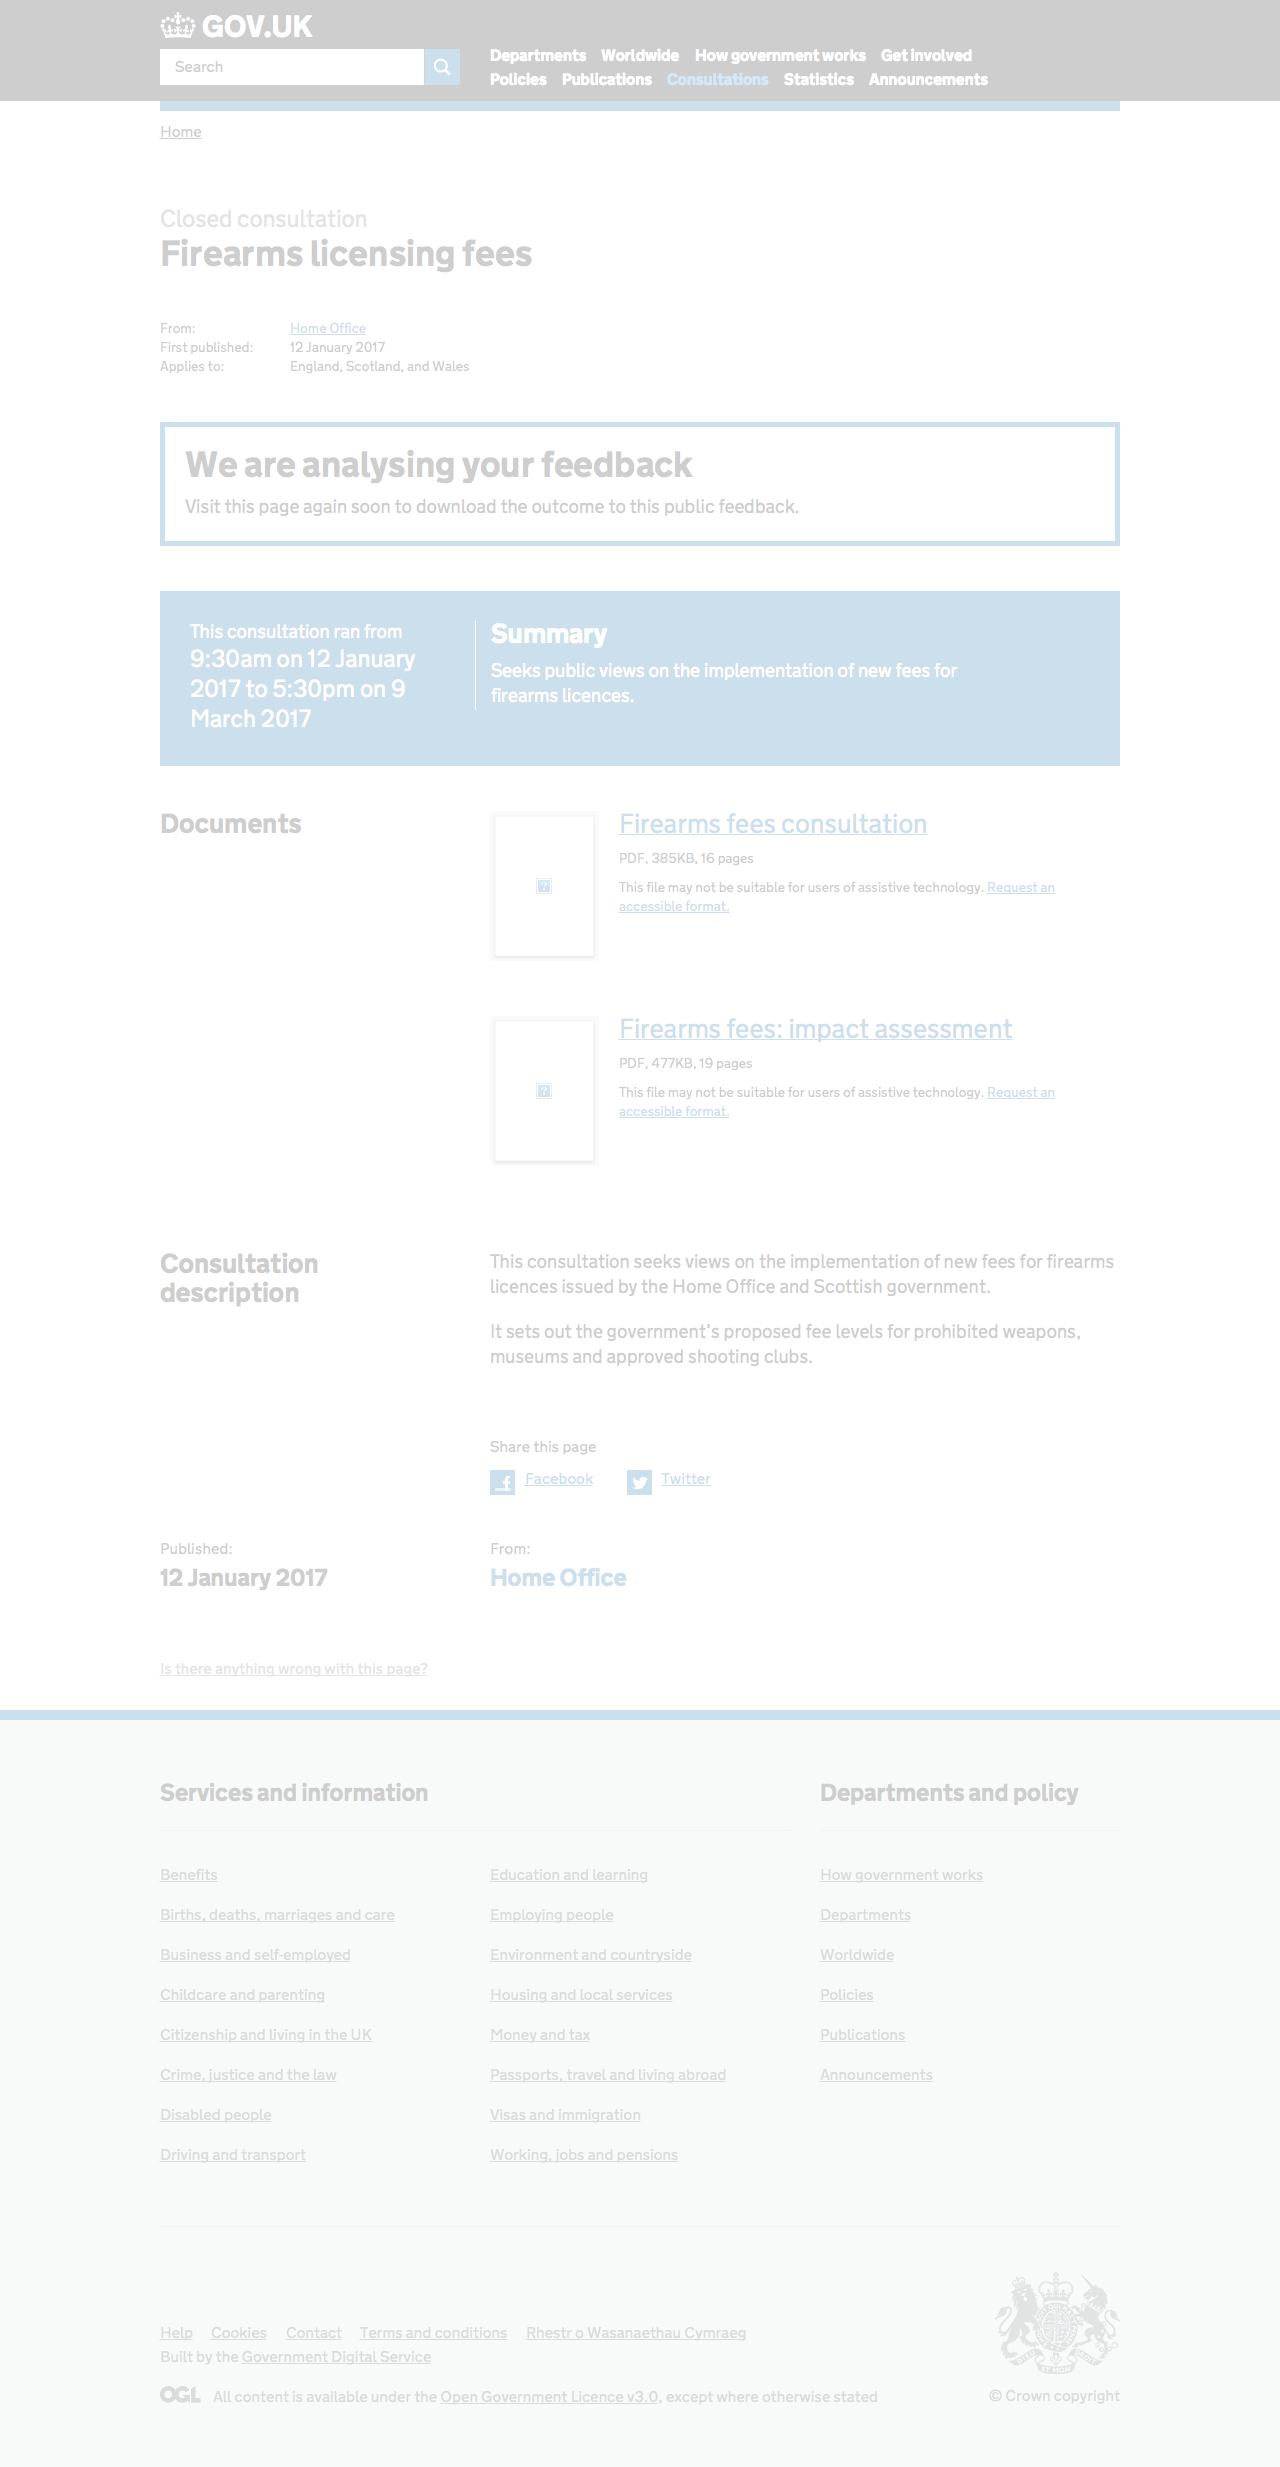 GOV.UK
Search
Departments Worldwide How government works Get involved
Policies Publications Consultations Statistics Announcements
Home
Closed consultation
Firearms licensing fees
From: Home Office
First published: 12 January 2017
Applies to: England, Scotland, and Wales
We are analysing your feedback
Visit this page again soon to download the outcome to this public feedback.
This consultation ran from
9:30am on 12 January
2017 to 5:30pm on 9
March 2017
Summary
Seeks public views on the implementation of new fees for
firearms licences.
Documents
Firearms fees consultation
PDF, 385KB, 16 pages
This file may not be suitable for users of assistive technology. Request an
accessible format.
Firearms fees: impact assessment
PDF, 477KB, 19 pages
This file may not be suitable for users of assistive technology. Request an
accessible format.
Consultation
description
This consultation seeks views on the implementation of new fees for firearms
licences issued by the Home Office and Scottish government.
It sets out the government’s proposed fee levels for prohibited weapons,
museums and approved shooting clubs.
Share this page
Facebook Twitter
Published:
12 January 2017
From:
Home Office
Is there anything wrong with this page?
Services and information
Benefits
Births, deaths, marriages and care
Business and self-employed
Childcare and parenting
Citizenship and living in the UK
Crime, justice and the law
Disabled people
Driving and transport
Education and learning
Employing people
Environment and countryside
Housing and local services
Money and tax
Passports, travel and living abroad
Visas and immigration
Working, jobs and pensions
Departments and policy
How government works
Departments
Worldwide
Policies
Publications
Announcements
Help Cookies Contact Terms and conditions Rhestr o Wasanaethau Cymraeg
Built by the Government Digital Service
OGL All content is available under the Open Government Licence v3.0, except where otherwise stated
© Crown copyright